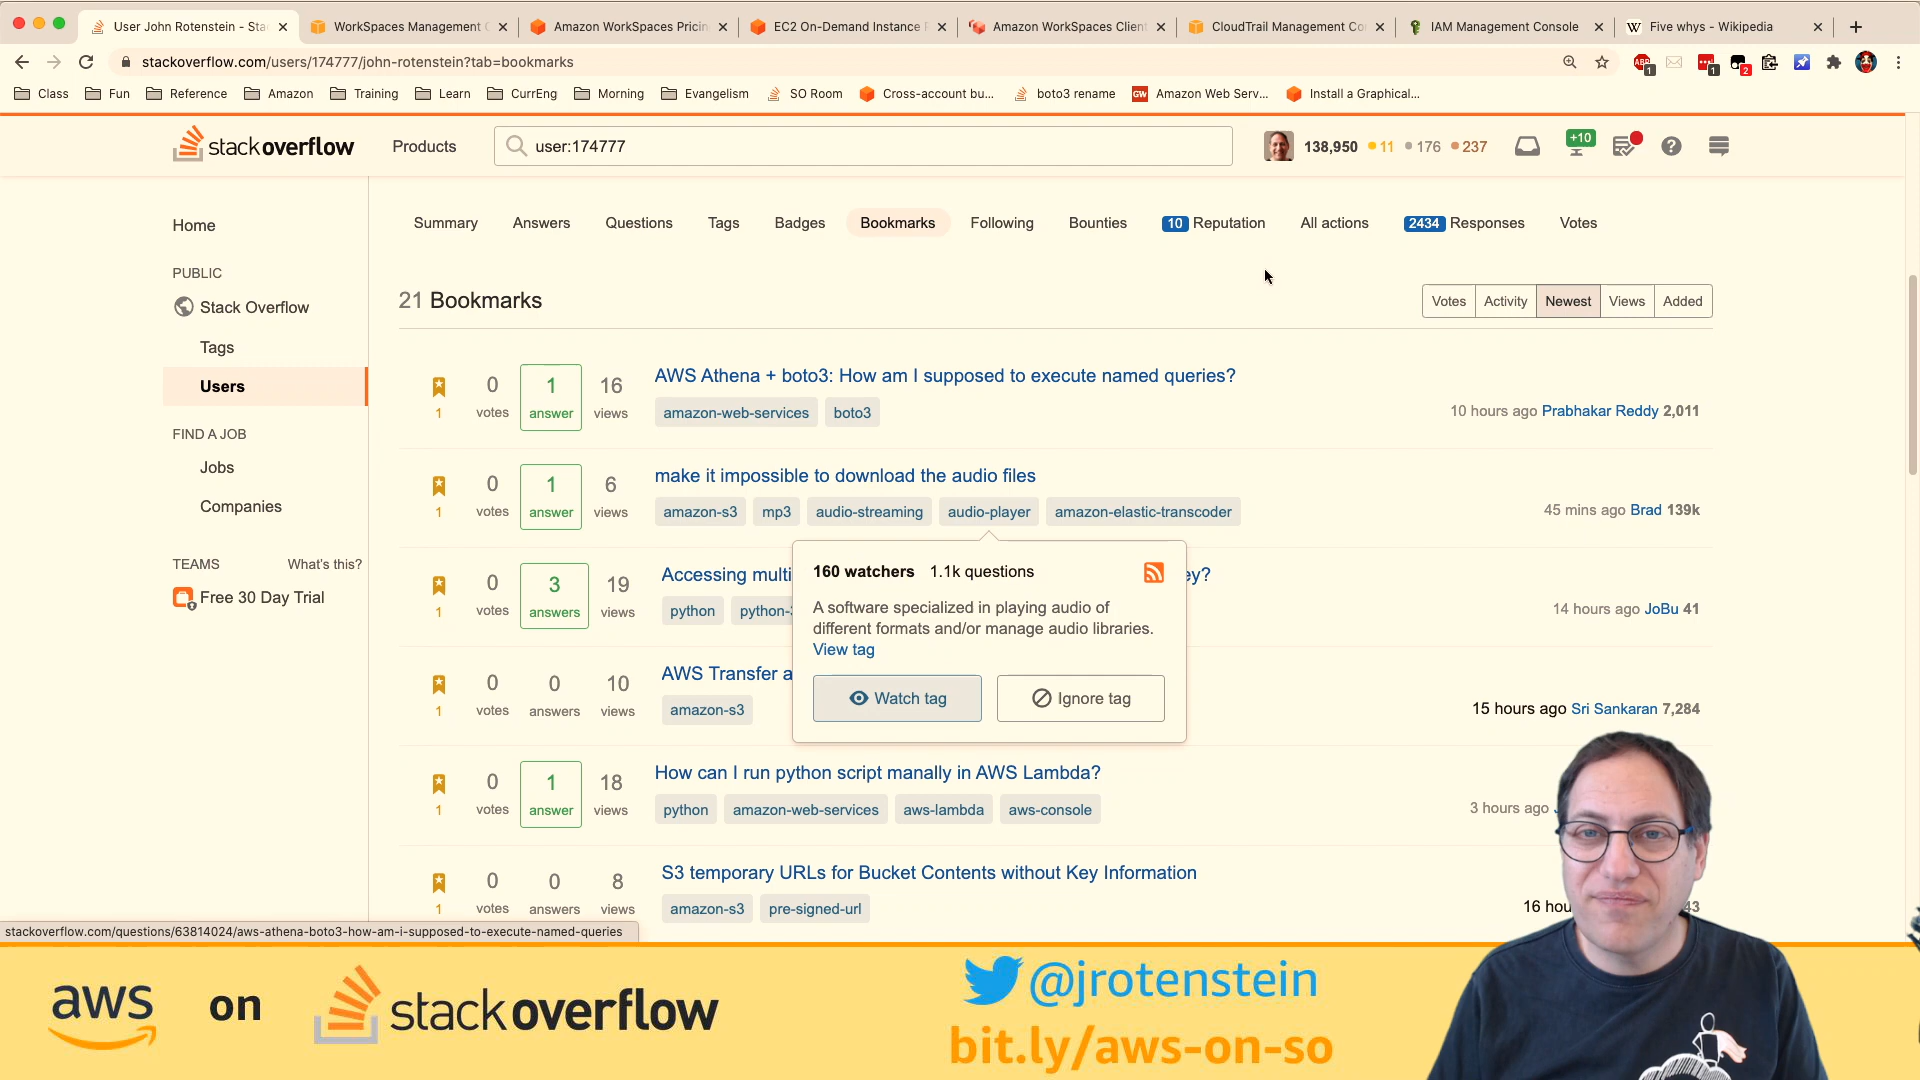 User John Rotenstein - Sta
WorkSpaces Management C
Amazon WorkSpaces Pricin
EC2 On-Demand Instance P
Amazon WorkSpaces Client
CloudTrail Management Co
IAM Management Console
Five whys - Wikipedia
stackoverflow.com/users/174777/john-rotenstein?tab=bookmarks
ABP 1 1 2
Class Fun Reference Amazon Training Learn CurrEng Morning Evangelism SO Room Cross-account bu... boto3 rename GW Amazon Web Serv... Install a Graphical...
stackoverflow Products user:174777 138,950 11 176 237 +10
Home
PUBLIC
Stack Overflow
Tags
Users
FIND A JOB
Jobs
Companies
TEAMS What's this?
Free 30 Day Trial
Summary Answers Questions Tags Badges Bookmarks Following Bounties 10 Reputation All actions 2434 Responses Votes
21 Bookmarks
Votes Activity Newest Views Added
1
0 votes
1 answer
16 views
AWS Athena + boto3: How am I supposed to execute named queries?
amazon-web-services boto3
10 hours ago Prabhakar Reddy 2,011
1
0 votes
1 answer
6 views
make it impossible to download the audio files
amazon-s3 mp3 audio-streaming audio-player amazon-elastic-transcoder
45 mins ago Brad 139k
160 watchers 1.1k questions
A software specialized in playing audio of
different formats and/or manage audio libraries.
View tag
Watch tag Ignore tag
1
0 votes
3 answers
19 views
Accessing multi ey?
python python-3
14 hours ago JoBu 41
1
0 votes
0 answers
10 views
AWS Transfer a
amazon-s3
15 hours ago Sri Sankaran 7,284
1
0 votes
1 answer
18 views
How can I run python script manally in AWS Lambda?
python amazon-web-services aws-lambda aws-console
3 hours ago
1
0 votes
0 answers
8 views
S3 temporary URLs for Bucket Contents without Key Information
amazon-s3 pre-signed-url
16 hou 43
stackoverflow.com/questions/63814024/aws-athena-boto3-how-am-i-supposed-to-execute-named-queries
aws on stackoverflow
@jrotenstein
bit.ly/aws-on-so